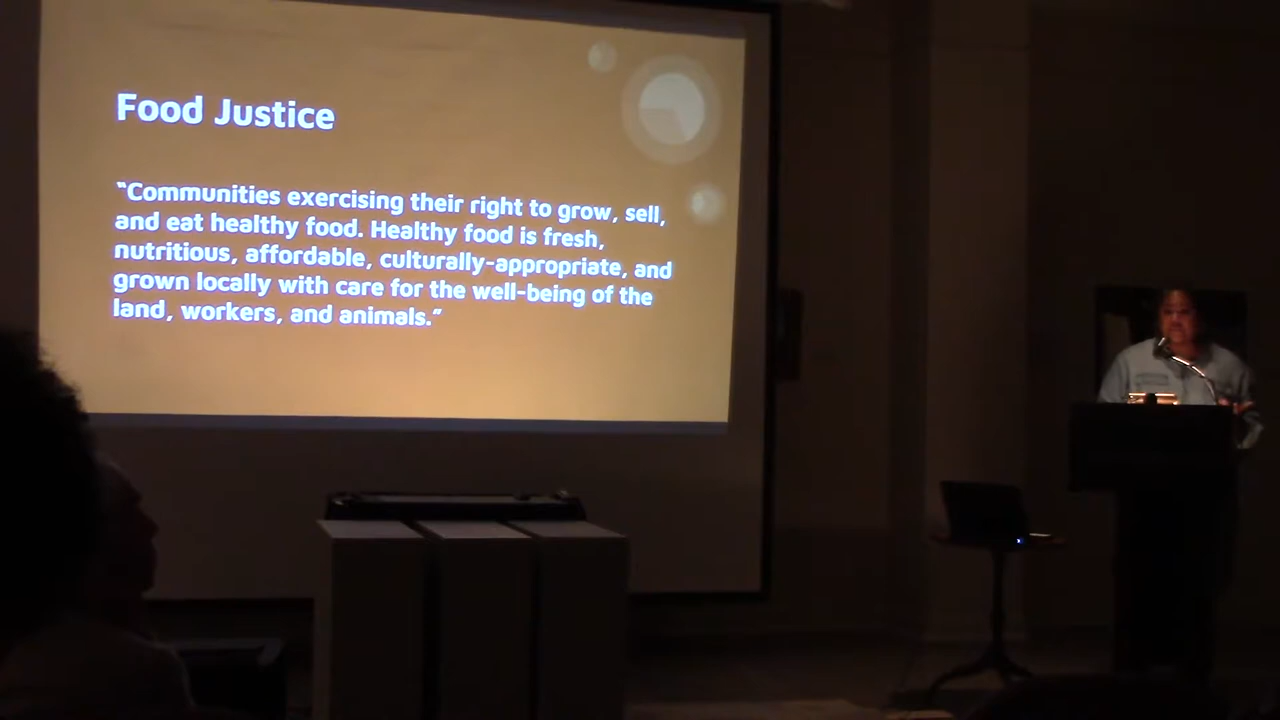 Food Justice
“Communities exercising their right to grow, sell,
and eat healthy food. Healthy food is fresh,
nutritious, affordable, culturally-appropriate, and
grown locally with care for the well-being of the
land, workers, and animals.”